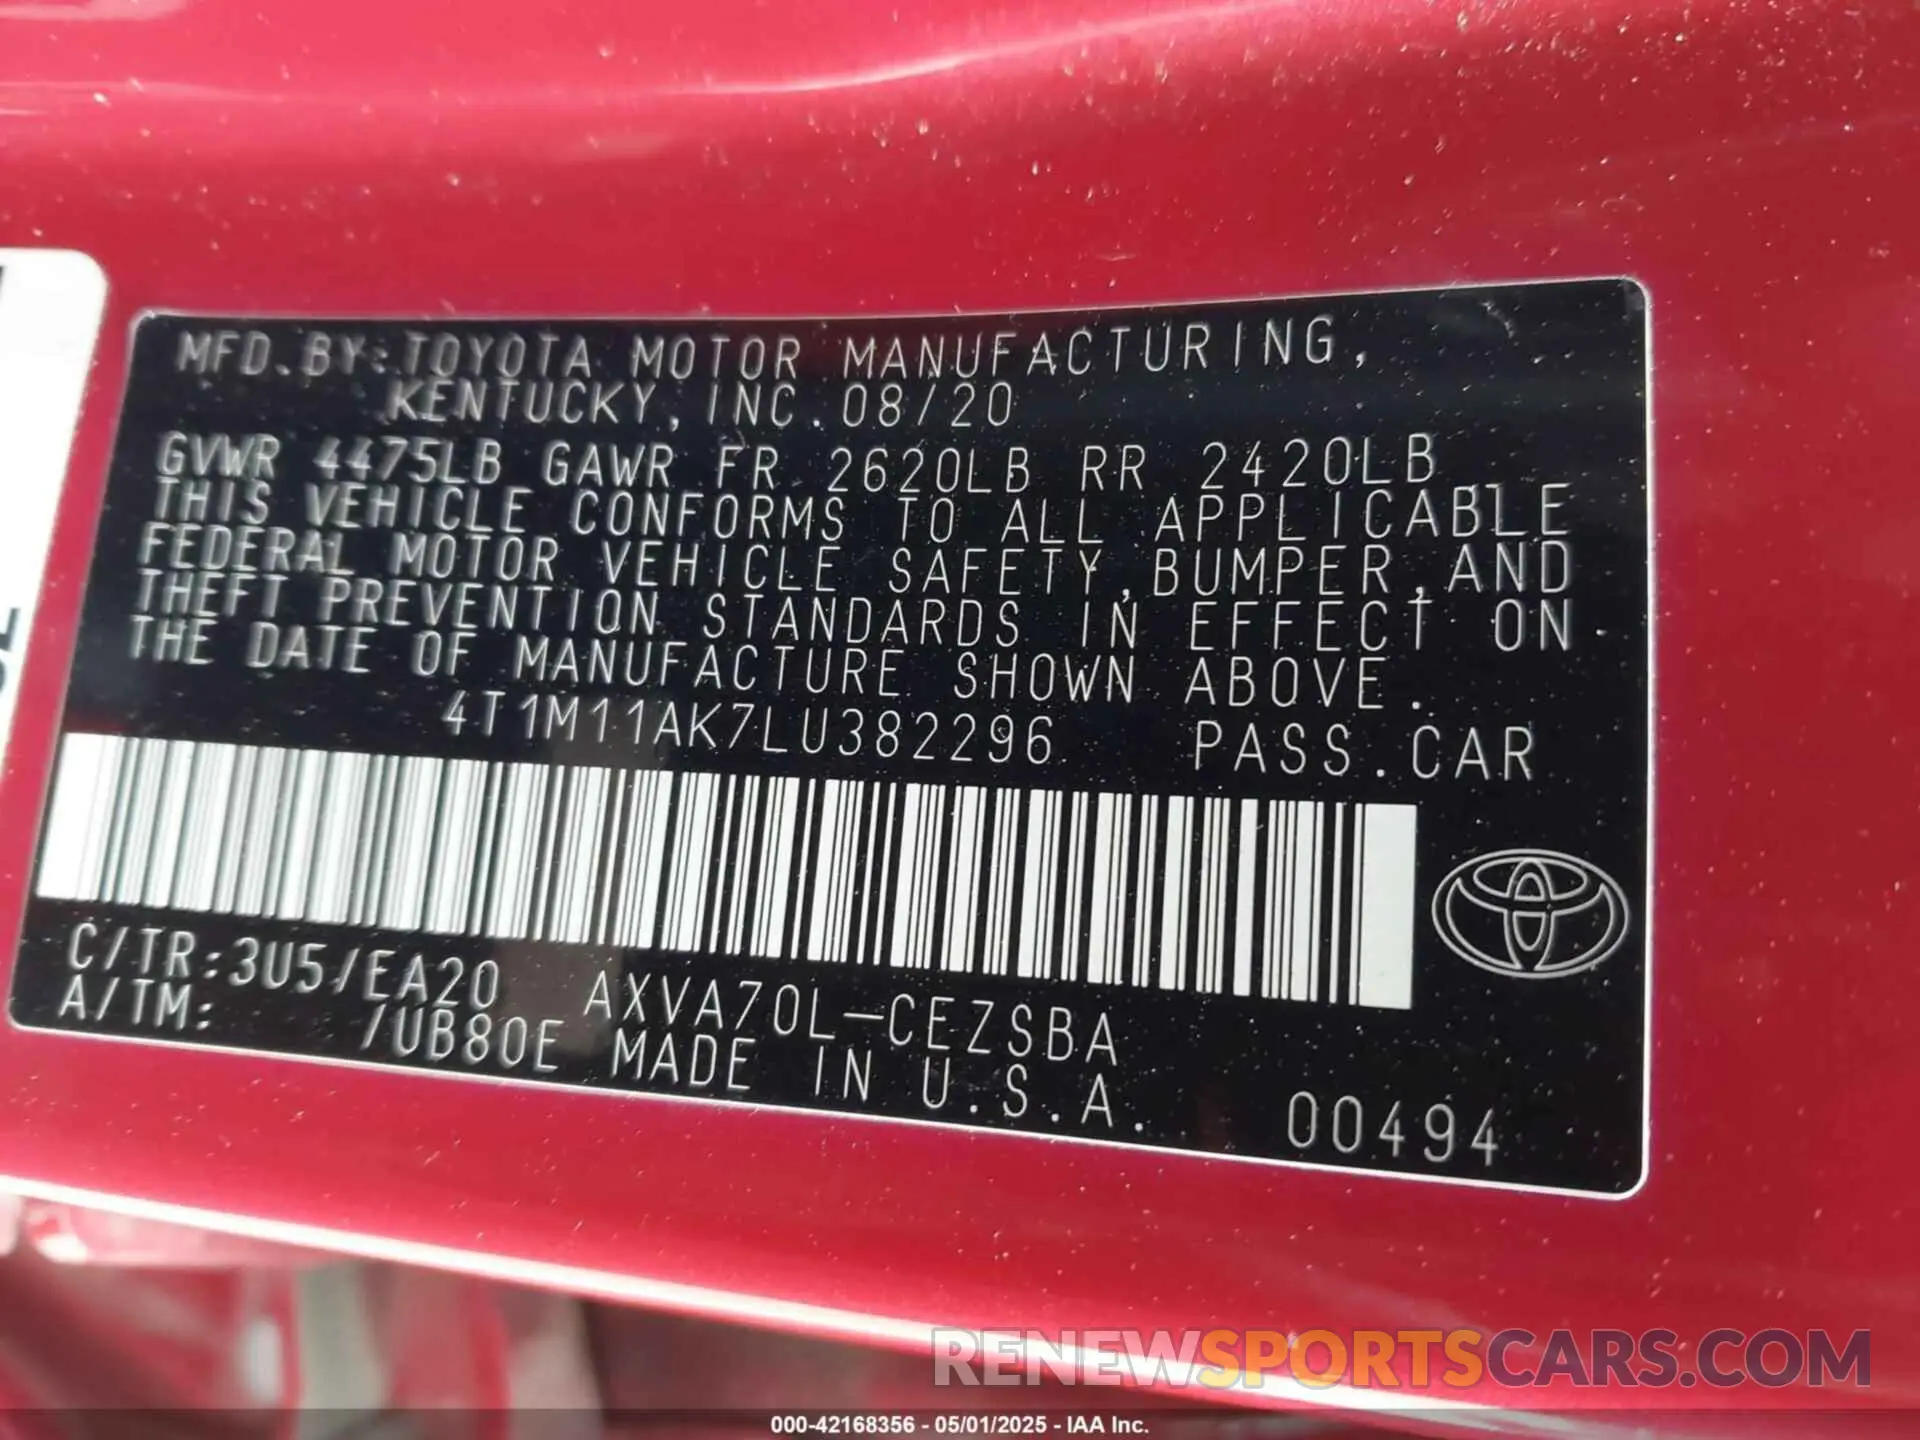 MFD.BY:TOYOTA MOTOR MANUFACTURING,
KENTUCKY, INC. 08/20
GVWR 4475LB GAWR FR 2620LB RR 2420LB
THIS VEHICLE CONFORMS TO ALL APPLICABLE
FEDERAL MOTOR VEHICLE SAFETY,BUMPER,AND
THEFT PREVENTION STANDARDS IN EFFECT ON
THE DATE OF MANUFACTURE SHOWN ABOVE.
4T1M11AK7LU382296 PASS.CAR
C/TR:3U5/EA20 AXVA70L-CEZSBA
A/TM: /UB80E MADE IN U.S.A.
00494
RENEWSPORTSCARS.COM
000-42168356 - 05/01/2025 - IAA Inc.